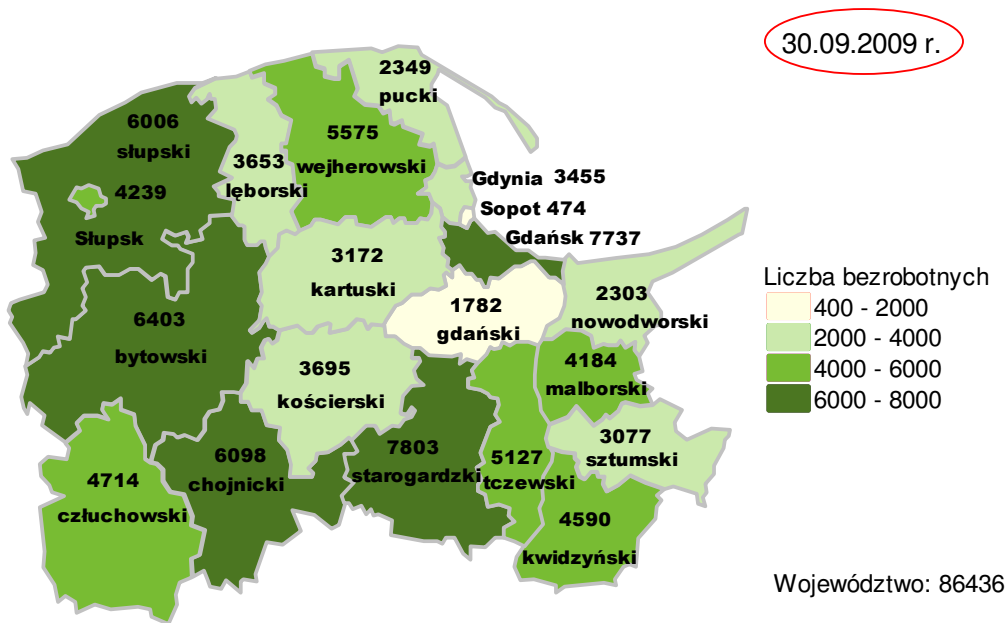 30.09.2009 r.
2349
pucki
6006
słupski
5575
wejherowski
3653
lęborski
4239
Słupsk
Gdynia 3455
Sopot 474
Gdańsk 7737
3172
kartuski
1782
gdański
2303
nowodworski
6403
bytowski
3695
kościerski
4184
malborski
3077
sztumski
4714
człuchowski
6098
chojnicki
7803
starogardzki
5127
tczewski
4590
kwidzyński
Liczba bezrobotnych
400 - 2000
2000 - 4000
4000 - 6000
6000 - 8000
Województwo: 86436